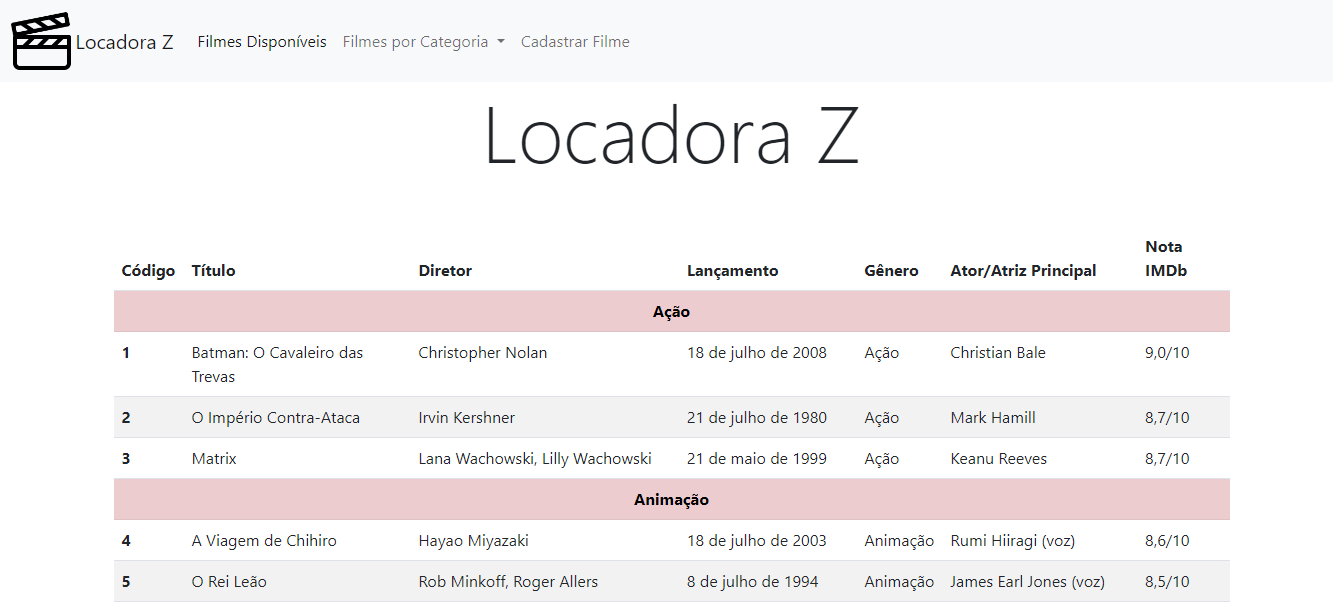 Locadora Z Filmes Disponíveis Filmes por Categoria Cadastrar Filme
Locadora Z
Código Título Diretor Lançamento Gênero Ator/Atriz Principal Nota IMDb
Ação
1 Batman: O Cavaleiro das Trevas Christopher Nolan 18 de julho de 2008 Ação Christian Bale 9,0/10
2 O Império Contra-Ataca Irvin Kershner 21 de julho de 1980 Ação Mark Hamill 8,7/10
3 Matrix Lana Wachowski, Lilly Wachowski 21 de maio de 1999 Ação Keanu Reeves 8,7/10
Animação
4 A Viagem de Chihiro Hayao Miyazaki 18 de julho de 2003 Animação Rumi Hiiragi (voz) 8,6/10
5 O Rei Leão Rob Minkoff, Roger Allers 8 de julho de 1994 Animação James Earl Jones (voz) 8,5/10